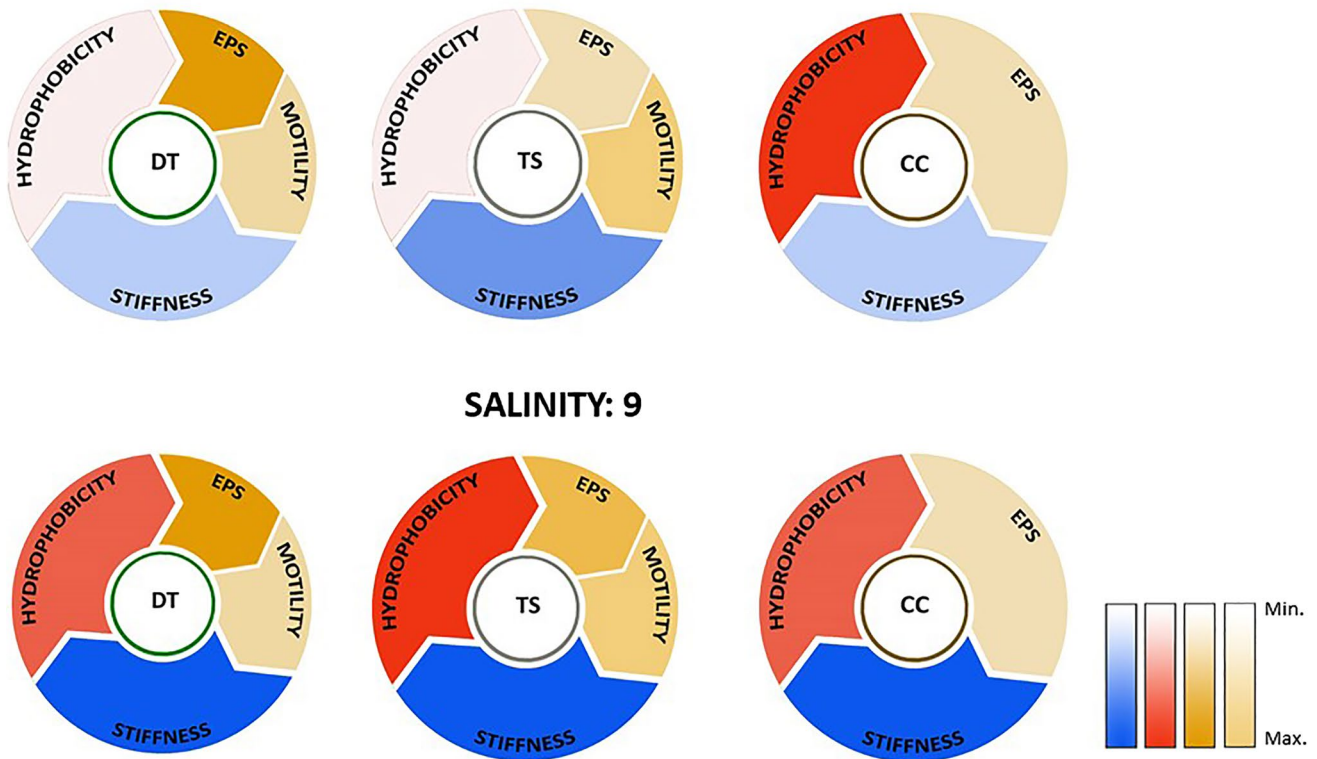 HYDROPHOBICITY
EPS
MOTILITY
DT
STIFFNESS
HYDROPHOBICITY
EPS
MOTILITY
TS
STIFFNESS
HYDROPHOBICITY
EPS
CC
STIFFNESS
SALINITY: 9
HYDROPHOBICITY
EPS
MOTILITY
DT
STIFFNESS
HYDROPHOBICITY
EPS
MOTILITY
TS
STIFFNESS
HYDROPHOBICITY
EPS
CC
STIFFNESS
Min.
Max.